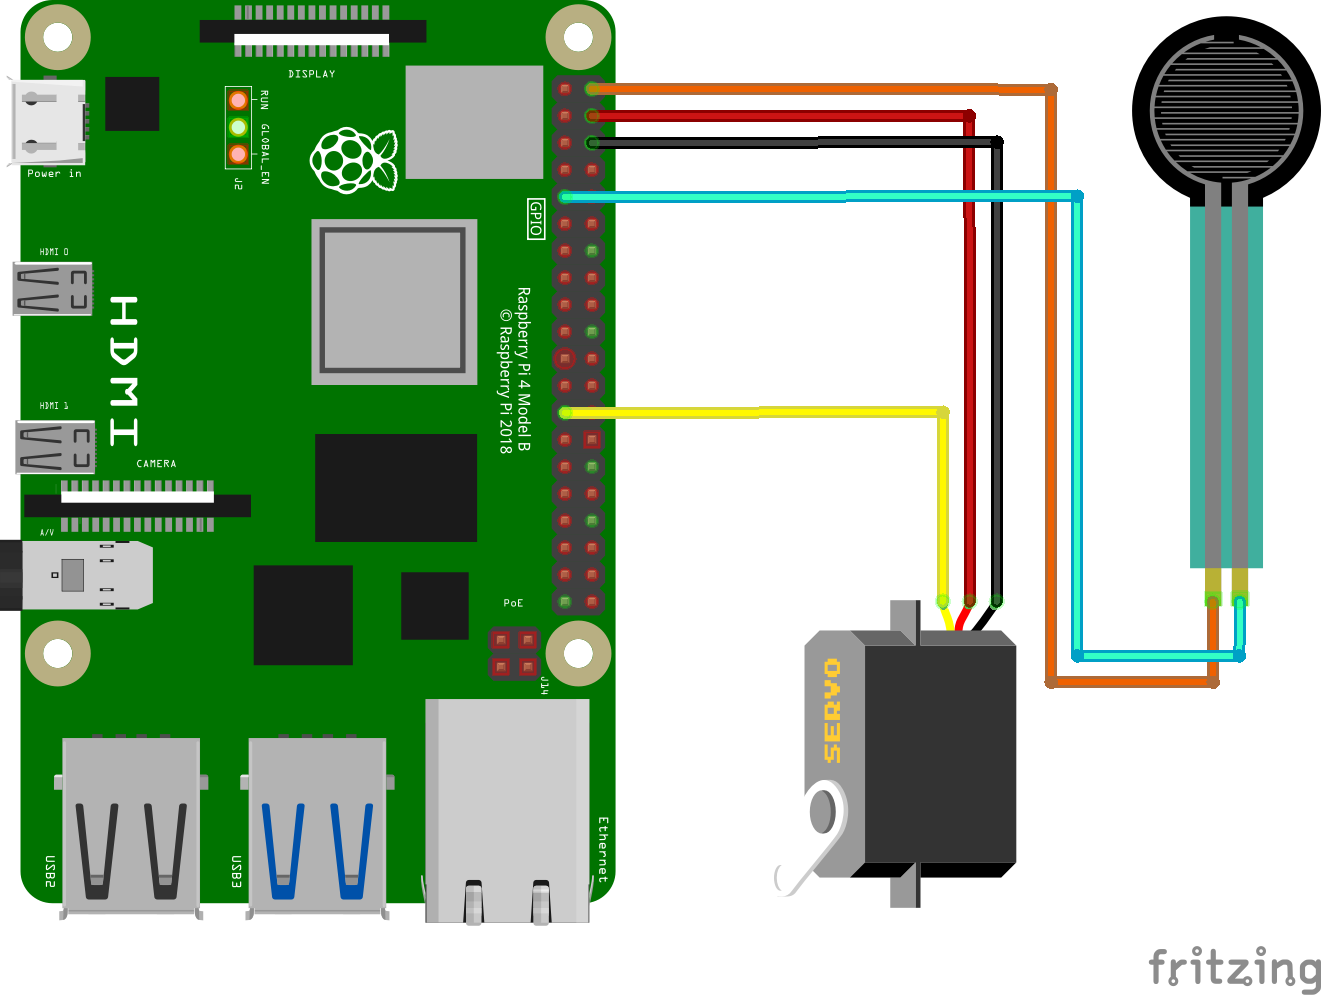 DISPLAY
RUN
GLOBAL_EN
J2
Power in
GPIO
HDMI 0
HDMI
Raspberry Pi 4 Model B
© Raspberry Pi 2018
HDMI 1
CAMERA
A/V
PoE
J14
SERVO
USB2
USB3
Ethernet
fritzing